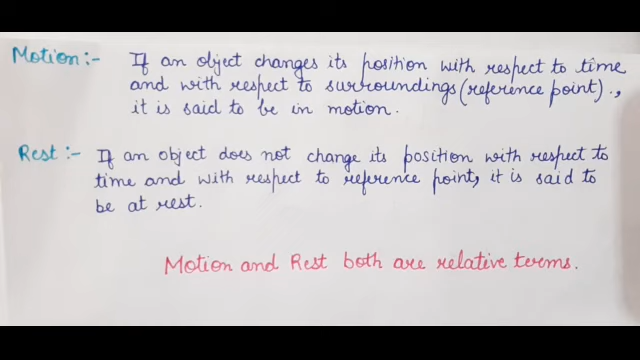 Motion :- If an object changes its position with respect to time
and with respect to surroundings (reference point).,
it is said to be in motion.
Rest :- If an object does not change its position with respect to
time and with respect to reference point, it is said to
be at rest.
Motion and Rest both are relative terms.